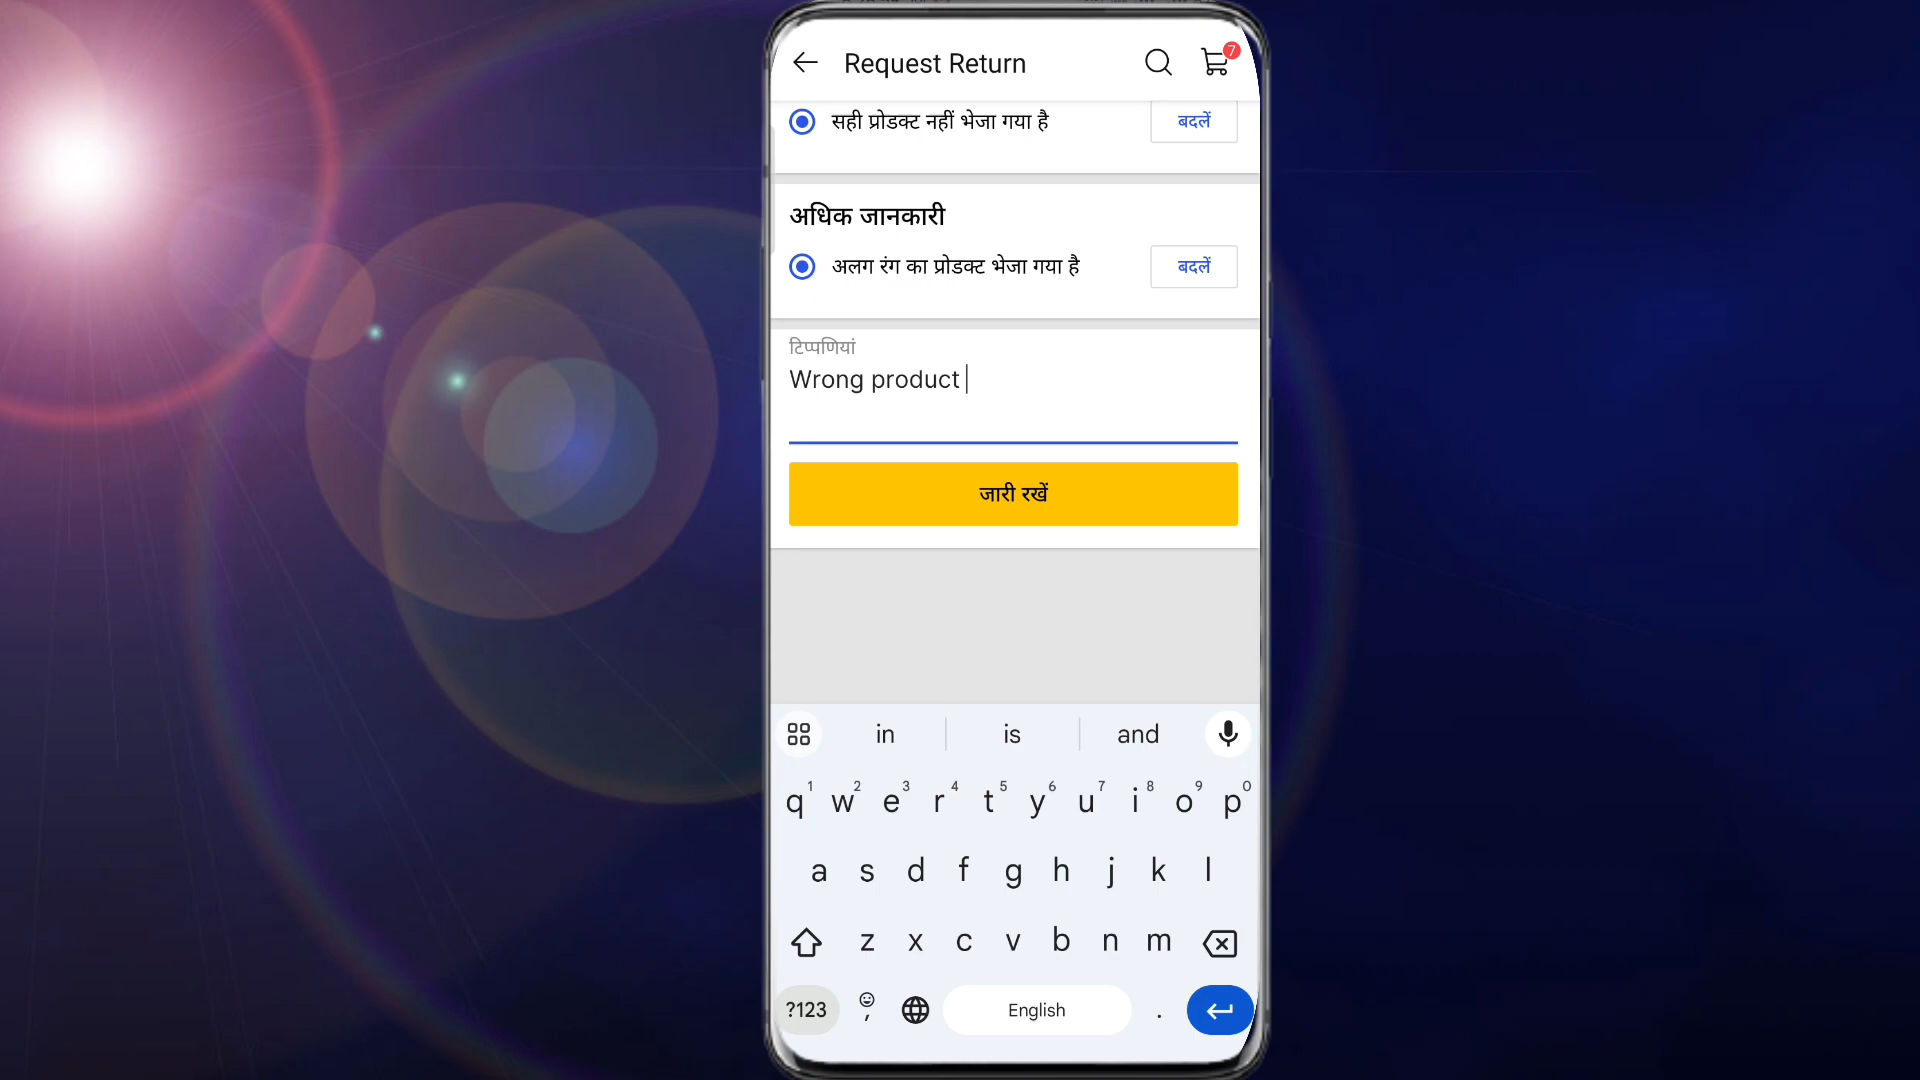 Request Return
7
सही प्रोडक्ट नहीं भेजा गया है
बदलें
अधिक जानकारी
अलग रंग का प्रोडक्ट भेजा गया है
बदलें
टिप्पणियां
Wrong product
जारी रखें
in is and
q1 w2 e3 r4 t5 y6 u7 i8 o9 p0
a s d f g h j k l
z x c v b n m
?123 , English .